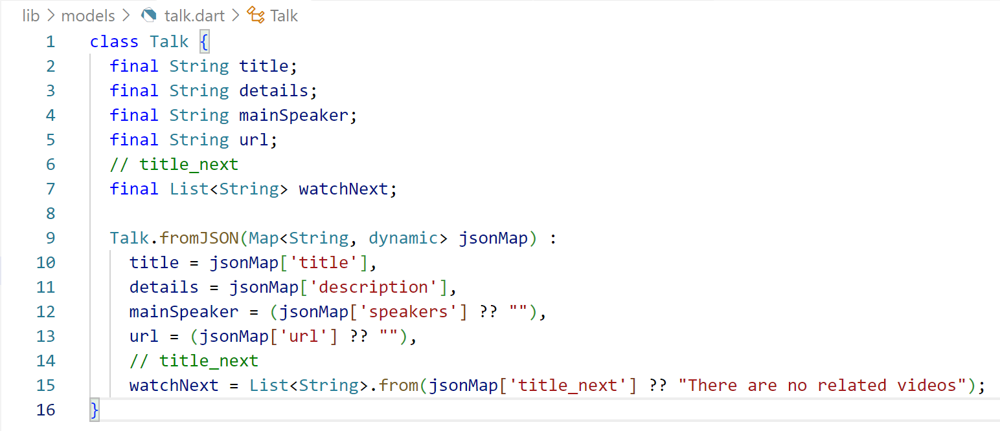 lib > models > talk.dart > Talk
1 class Talk {
2   final String title;
3   final String details;
4   final String mainSpeaker;
5   final String url;
6   // title_next
7   final List<String> watchNext;
8
9   Talk.fromJSON(Map<String, dynamic> jsonMap) :
10     title = jsonMap['title'],
11     details = jsonMap['description'],
12     mainSpeaker = (jsonMap['speakers'] ?? ""),
13     url = (jsonMap['url'] ?? ""),
14     // title_next
15     watchNext = List<String>.from(jsonMap['title_next'] ?? "There are no related videos");
16 }